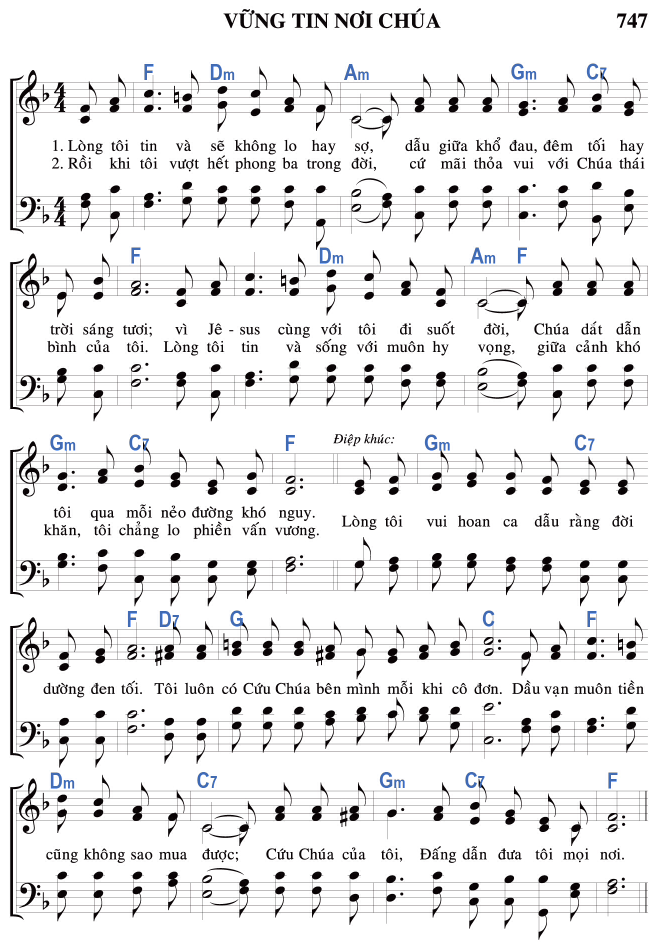 VỮNG TIN NƠI CHÚA 747
F Dm Am Gm C7
1. Lòng tôi tin và sẽ không lo hay sợ, dẫu giữa khổ đau, đêm tối hay
2. Rồi khi tôi vượt hết phong ba trong đời, cứ mãi thỏa vui với Chúa thái
F Dm Am F
trời sáng tươi; vì Jê - sus cùng với tôi đi suốt đời, Chúa dắt dẫn
bình của tôi. Lòng tôi tin và sống với muôn hy vọng, giữa cảnh khó
Gm C7 F Điệp khúc: Gm C7
tôi qua mỗi nẻo đường khó nguy.
khăn, tôi chẳng lo phiền vấn vương.
Lòng tôi vui hoan ca dẫu rằng đời
F D7 G C F
dường đen tối. Tôi luôn có Cứu Chúa bên mình mỗi khi cô đơn. Dầu vạn muôn tiền
Dm C7 Gm C7 F
cũng không sao mua được; Cứu Chúa của tôi, Đấng dẫn đưa tôi mọi nơi.